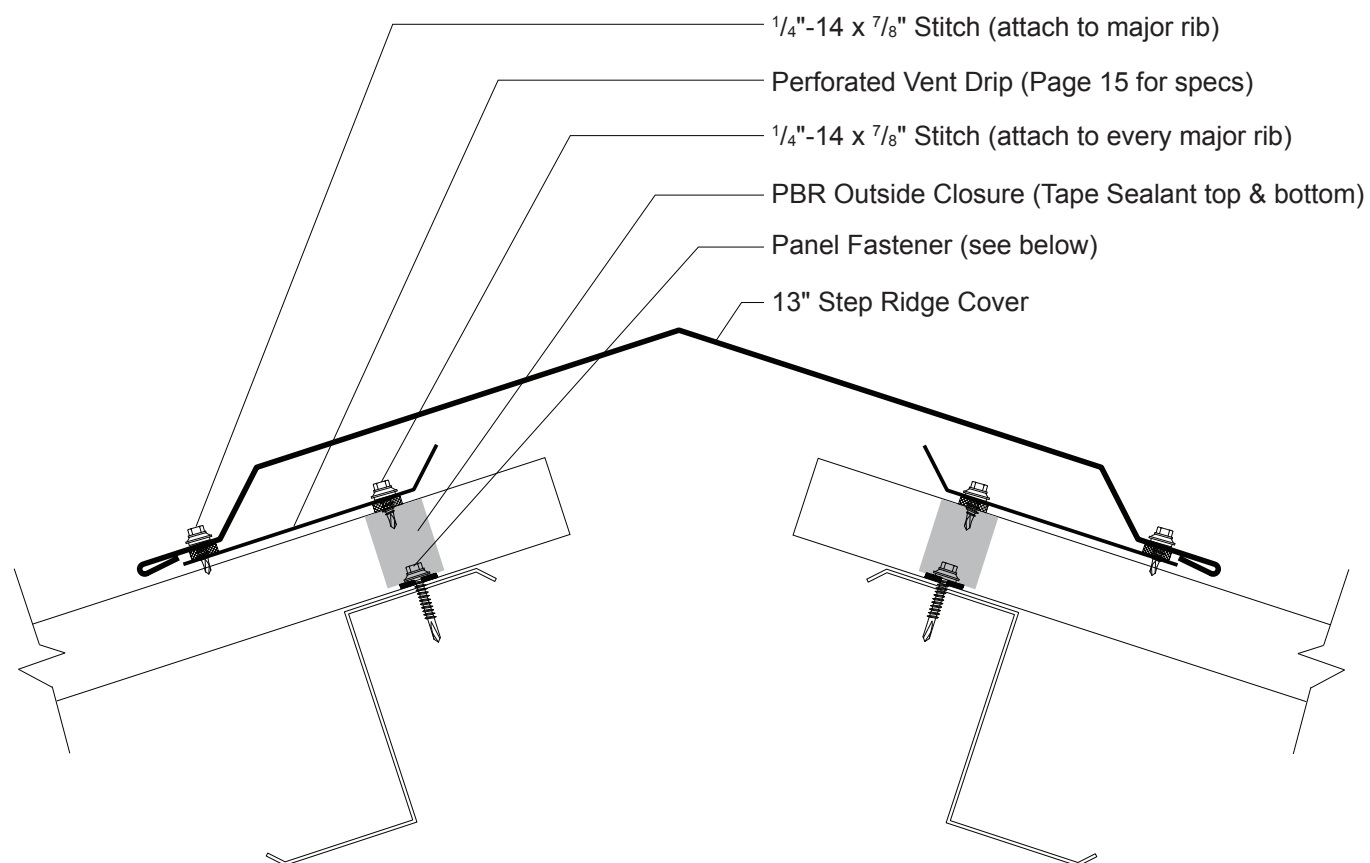 1/4"-14 x 7/8" Stitch (attach to major rib)
Perforated Vent Drip (Page 15 for specs)
1/4"-14 x 7/8" Stitch (attach to every major rib)
PBR Outside Closure (Tape Sealant top & bottom)
Panel Fastener (see below)
13" Step Ridge Cover